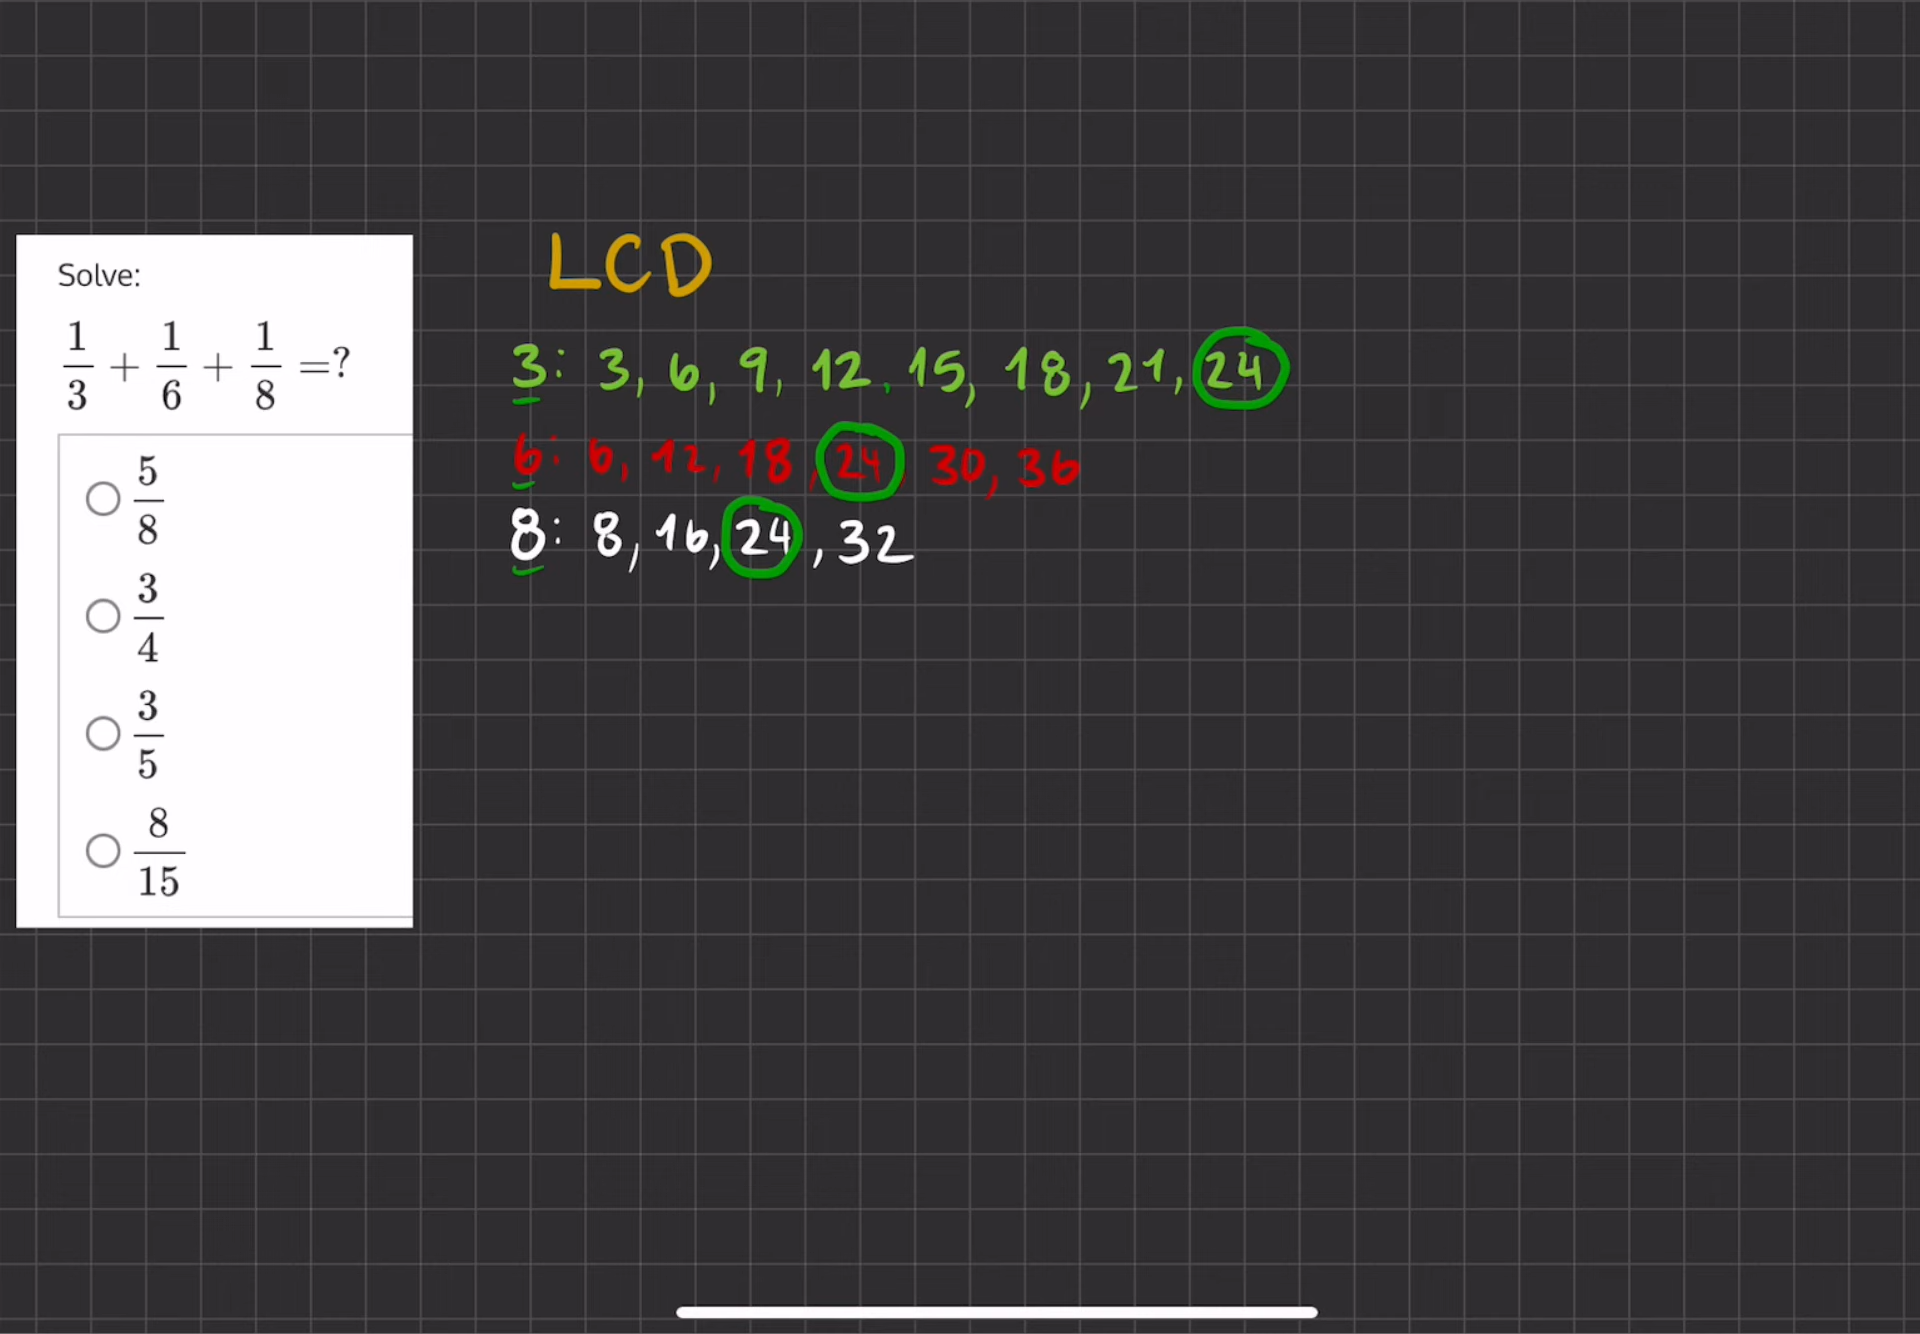 Solve:
1/3 + 1/6 + 1/8 =?
5/8
3/4
3/5
8/15
LCD
3: 3, 6, 9, 12, 15, 18, 21, 24
6: 6, 12, 18, 24, 30, 36
8: 8, 16, 24, 32